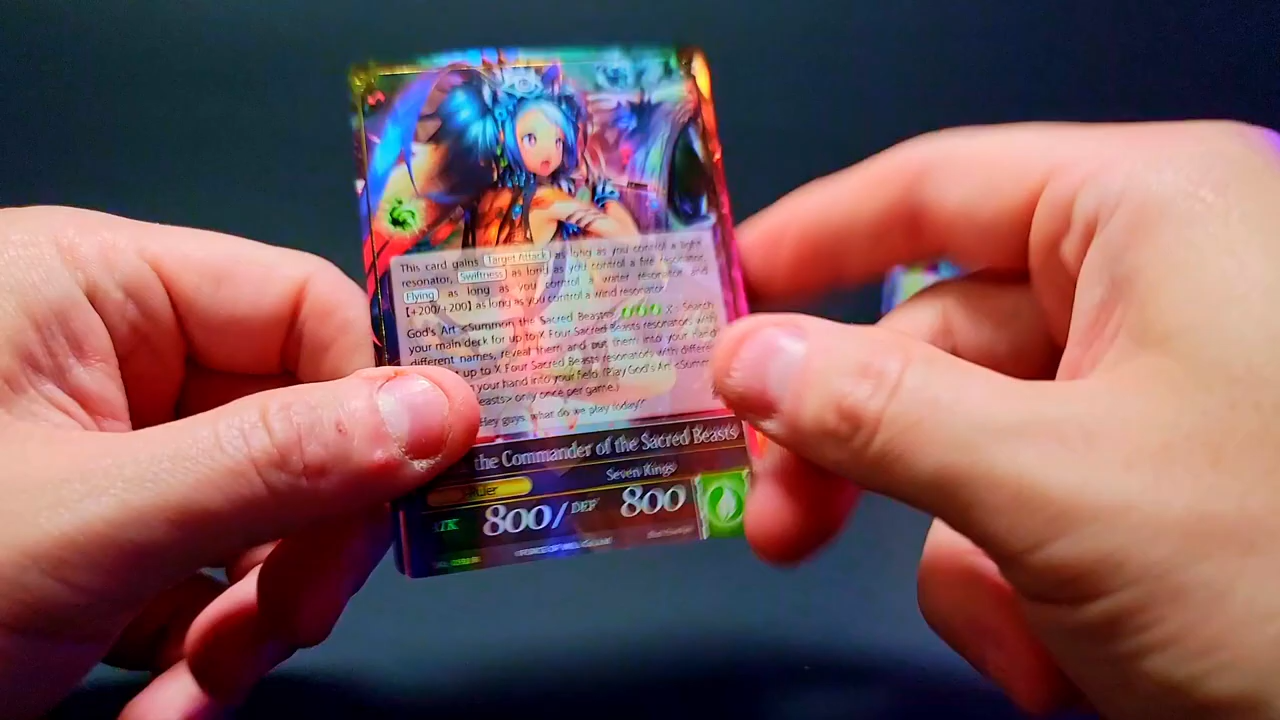 This card gains Target Attack as long as you control a light
resonator, Swiftness as long as you control a fire resonator,
Flying as long as you control a water resonator and
[+200/+200] as long as you control a wind resonator.
God's Art <Summon the Sacred Beasts> X : Search
your main deck for up to X Four Sacred Beasts resonators with
different names, reveal them and put them into your hand.
up to X Four Sacred Beasts resonators with different
your hand into your field. (Play God's Art <Summon
easts> only once per game.)
"Hey guys, what do we play today?"
the Commander of the Sacred Beasts
Seven Kings
800/ DEF 800